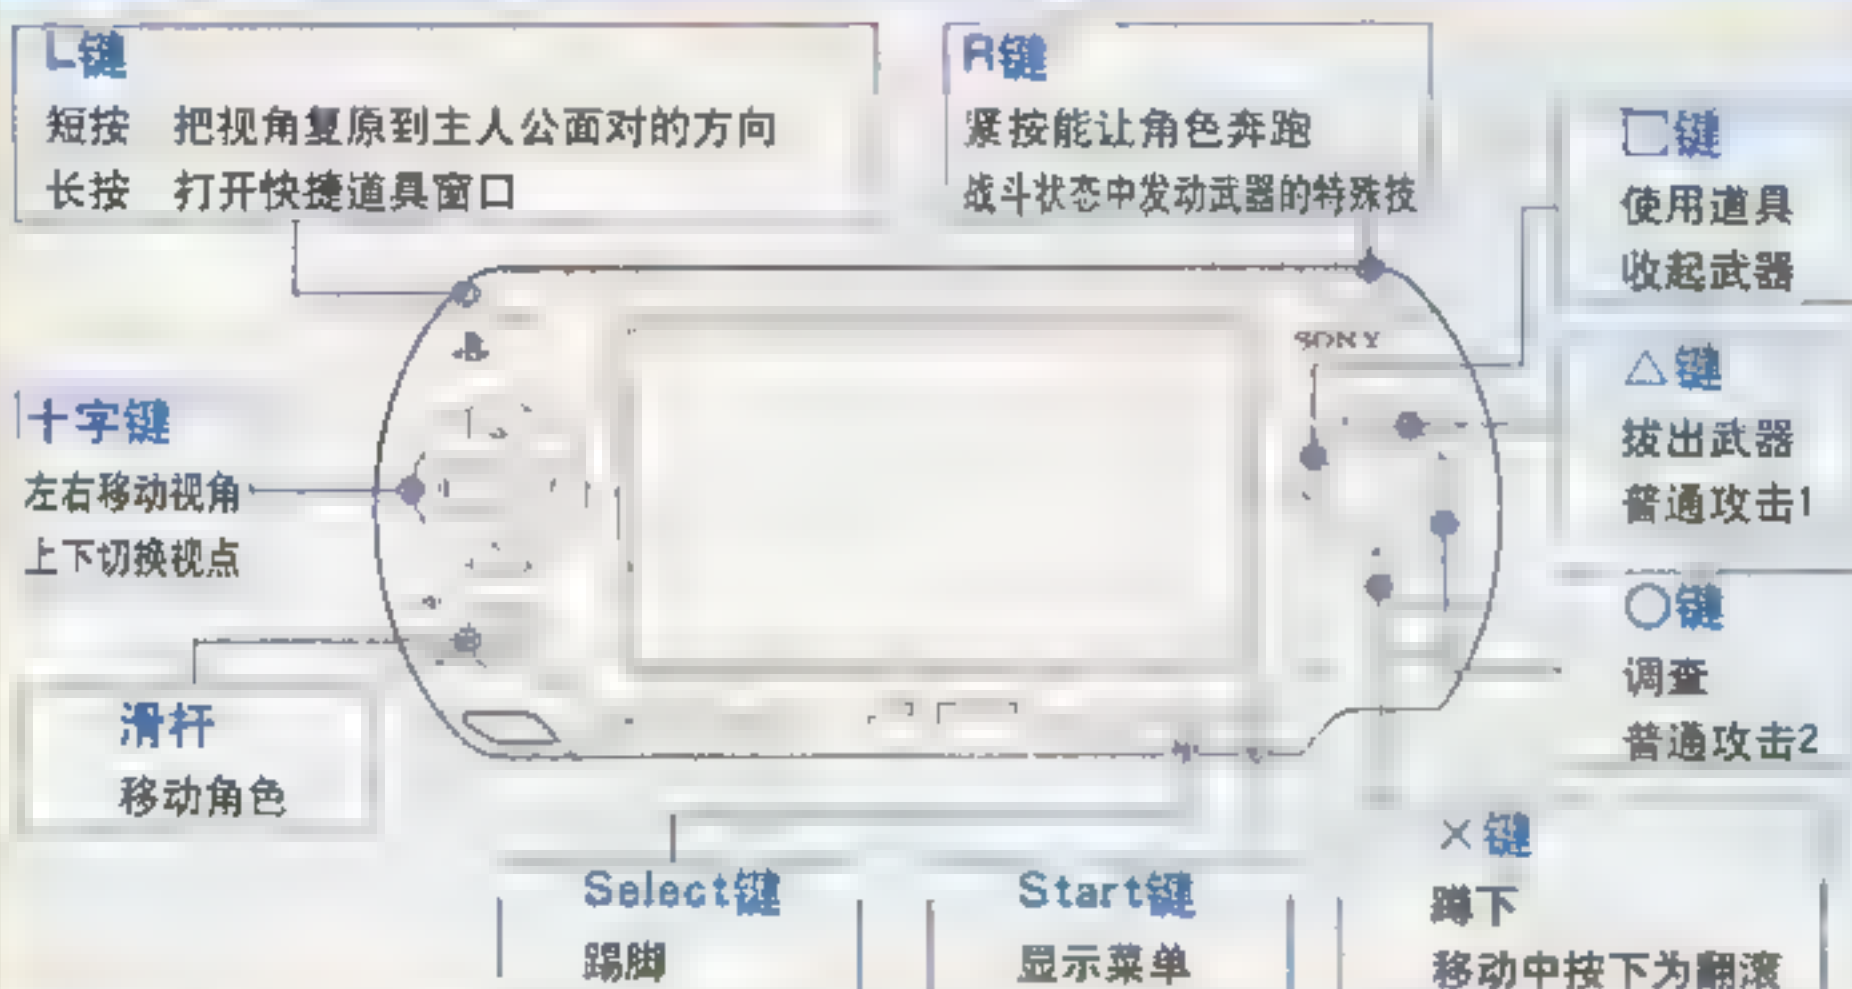 L键
短按 把视角复原到主人公面对的方向
长按 打开快捷道具窗口
R键
紧按能让角色奔跑
战斗状态中发动武器的特殊技
□键
使用道具
收起武器
SONY
△键
拔出武器
普通攻击1
十字键
左右移动视角
上下切换视点
○键
调查
普通攻击2
滑杆
移动角色
×键
蹲下
移动中按下为翻滚
Select键
踢脚
Start键
显示菜单